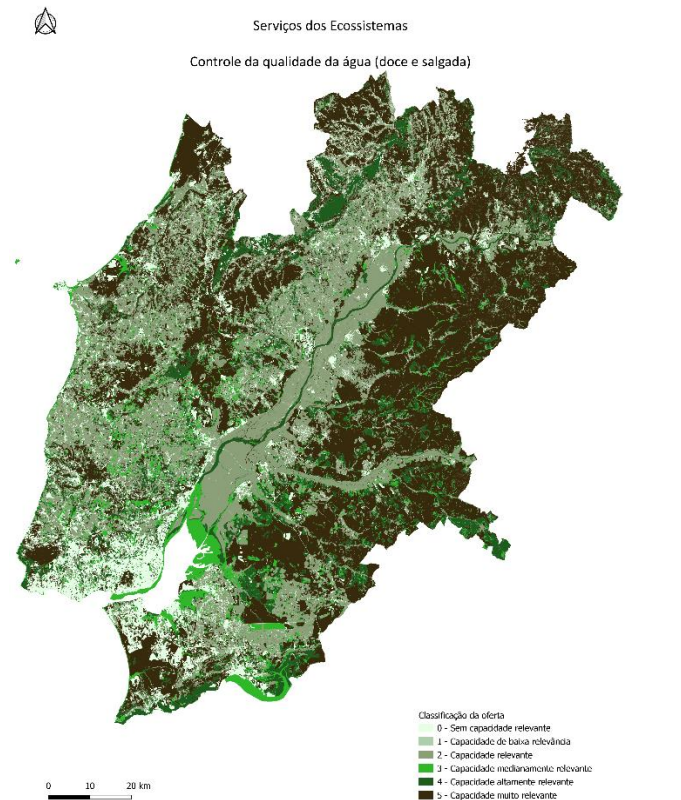 Serviços dos Ecossistemas
Controle da qualidade da água (doce e salgada)
Classificação da oferta
0 - Sem capacidade relevante
1 - Capacidade de baixa relevância
2 - Capacidade relevante
3 - Capacidade medianamente relevante
4 - Capacidade altamente relevante
5 - Capacidade muito relevante
0 10 20 km